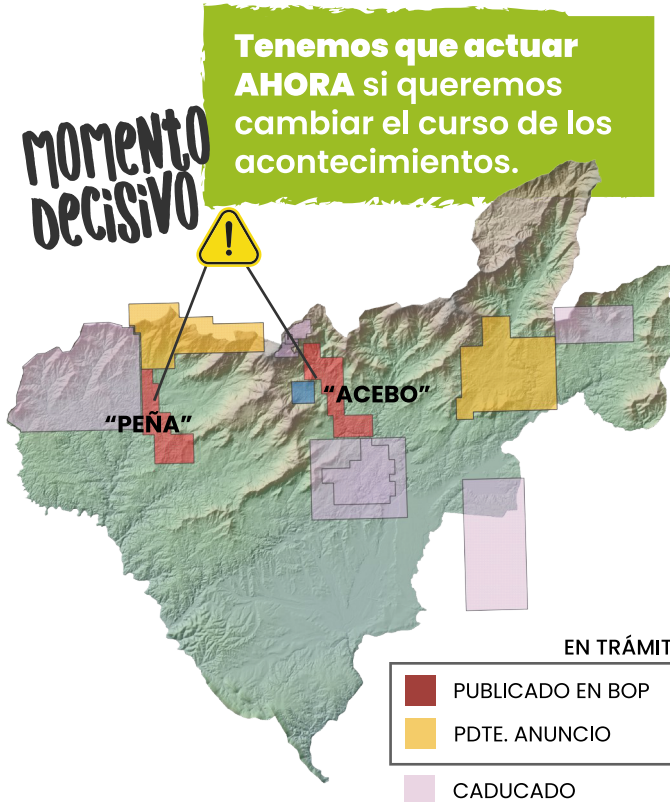 Tenemos que actuar
AHORA si queremos
cambiar el curso de los
acontecimientos.
MOMENTO
DECISIVO
!
"ACEBO"
"PEÑA"
EN TRÁMIT
PUBLICADO EN BOP
PDTE. ANUNCIO
CADUCADO